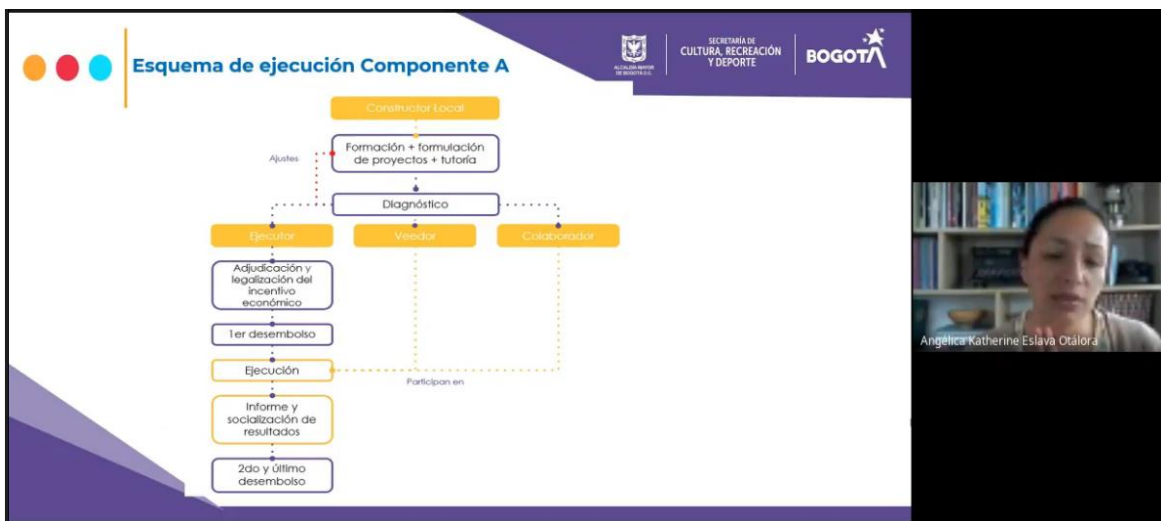 Esquema de ejecución Componente A
ALCALDÍA MAYOR
DE BOGOTÁ D.C.
SECRETARÍA DE
CULTURA, RECREACIÓN
Y DEPORTE
BOGOTÁ
Constructor Local
Ajustes
Formación + formulación
de proyectos + tutoría
Diagnóstico
Ejecutor
Veedor
Colaborador
Adjudicación y
legalización del
incentivo
económico
1er desembolso
Ejecución
Participan en
Informe y
socialización de
resultados
2do y último
desembolso
Angélica Katherine Eslava Otálora